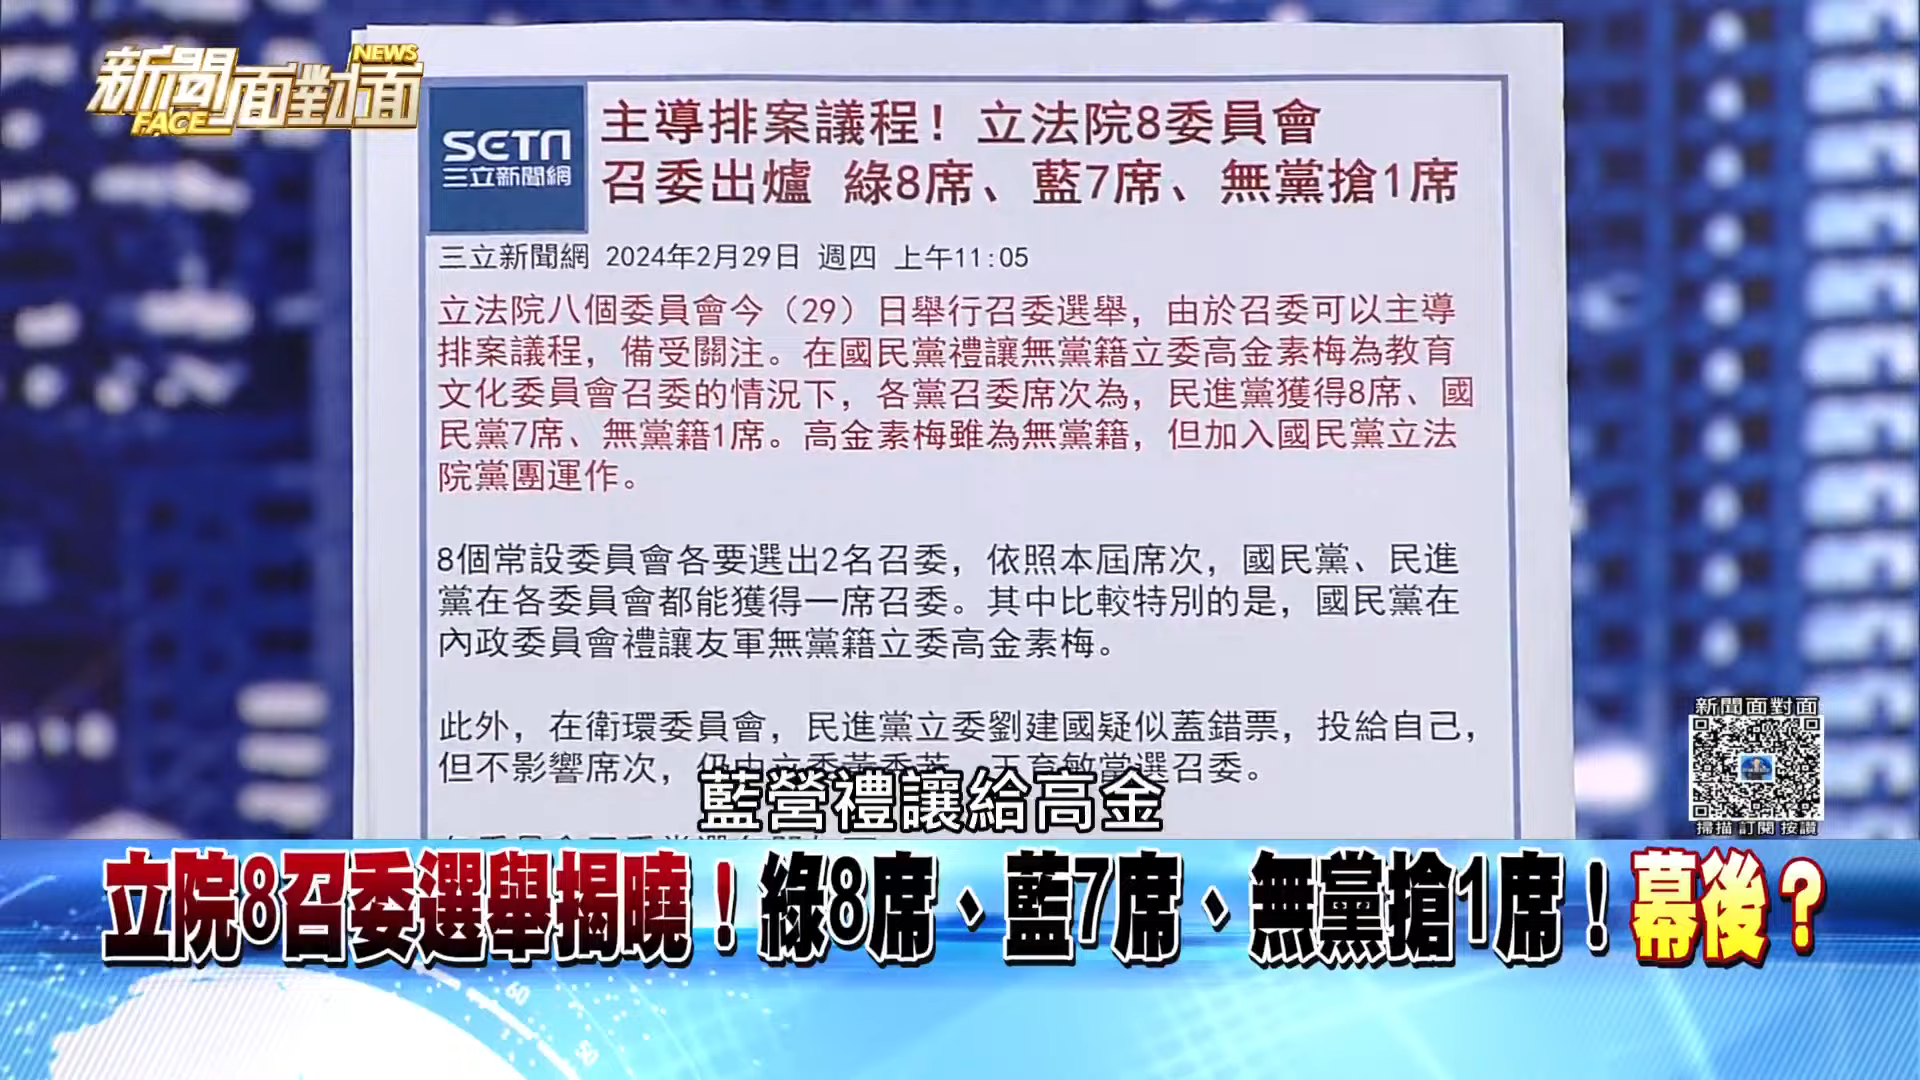 新聞面對面
NEWS
FACE
SETN
三立新聞網
主導排案議程！立法院8委員會
召委出爐 綠8席、藍7席、無黨搶1席
三立新聞網 2024年2月29日 週四 上午11:05
立法院八個委員會今（29）日舉行召委選舉，由於召委可以主導
排案議程，備受關注。在國民黨禮讓無黨籍立委高金素梅為教育
文化委員會召委的情況下，各黨召委席次為，民進黨獲得8席、國
民黨7席、無黨籍1席。高金素梅雖為無黨籍，但加入國民黨立法
院黨團運作。
8個常設委員會各要選出2名召委，依照本屆席次，國民黨、民進
黨在各委員會都能獲得一席召委。其中比較特別的是，國民黨在
內政委員會禮讓友軍無黨籍立委高金素梅。
此外，在衛環委員會，民進黨立委劉建國疑似蓋錯票，投給自己，
但不影響席次，當選召委。
藍營禮讓給高金
新聞面對面
掃描 訂閱 按讚
立院8召委選舉揭曉！綠8席、藍7席、無黨搶1席！幕後？
60
50